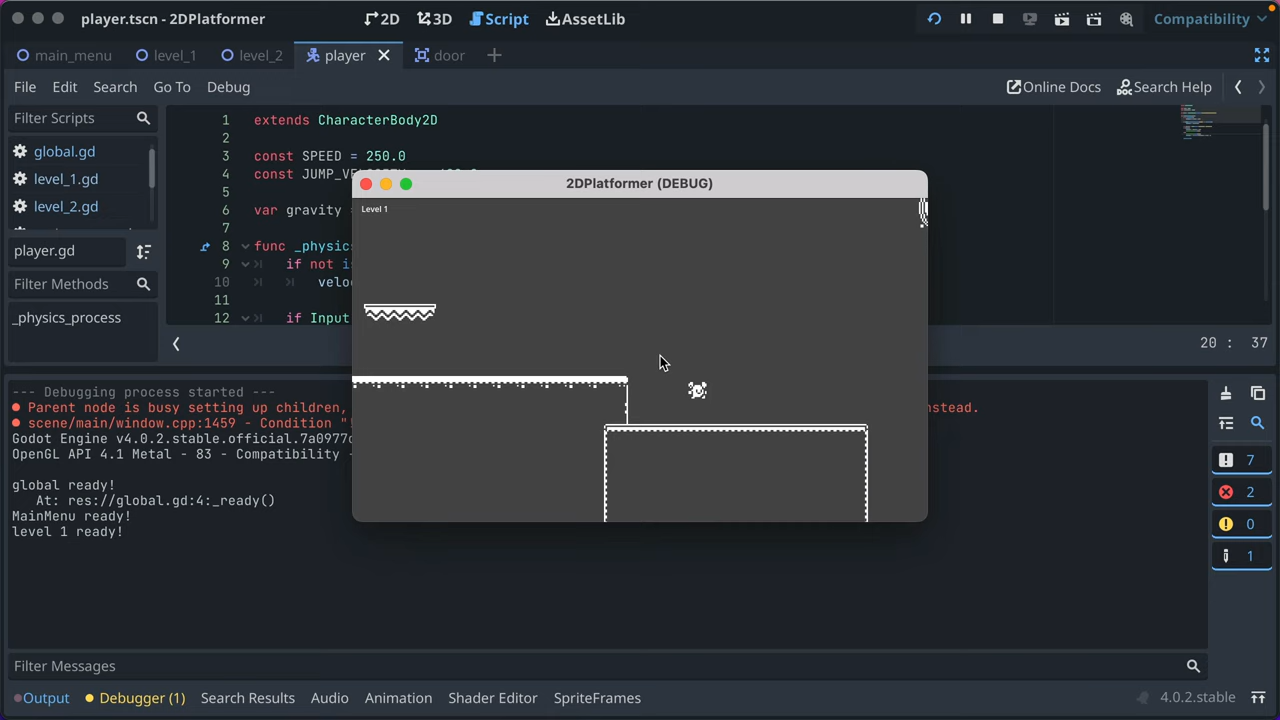 player.tscn - 2DPlatformer
2D
3D
Script
AssetLib
Compatibility
main_menu
level_1
level_2
player
door
File
Edit
Search
Go To
Debug
Online Docs
Search Help
Filter Scripts
global.gd
level_1.gd
level_2.gd
player.gd
Filter Methods
_physics_process
1 extends CharacterBody2D
2
3 const SPEED = 250.0
4 const JUMP_
5
6 var gravity
7
8 func _physics
9 if not is
10 velo
11
12 if Input
2DPlatformer (DEBUG)
Level 1
20 : 37
--- Debugging process started ---
Parent node is busy setting up children, nstead.
scene/main/window.cpp:1459 - Condition "
Godot Engine v4.0.2.stable.official.7a0977
OpenGL API 4.1 Metal - 83 - Compatibility -
global ready!
At: res://global.gd:4:_ready()
MainMenu ready!
level 1 ready!
7
2
0
1
Filter Messages
Output
Debugger (1)
Search Results
Audio
Animation
Shader Editor
SpriteFrames
4.0.2.stable